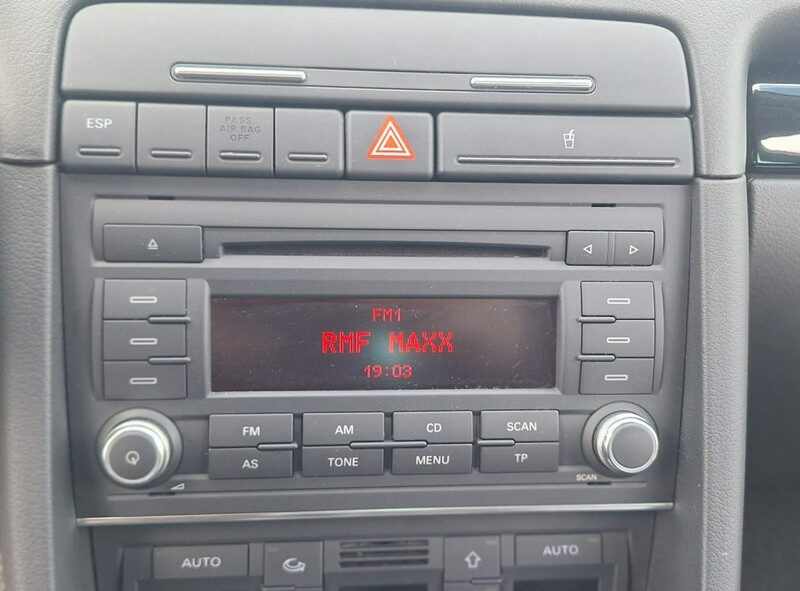 ESP
PASS.
AIR BAG
OFF
FM1
RMF MAXX
19:03
FM AM CD SCAN
AS TONE MENU TP
SCAN
AUTO AUTO